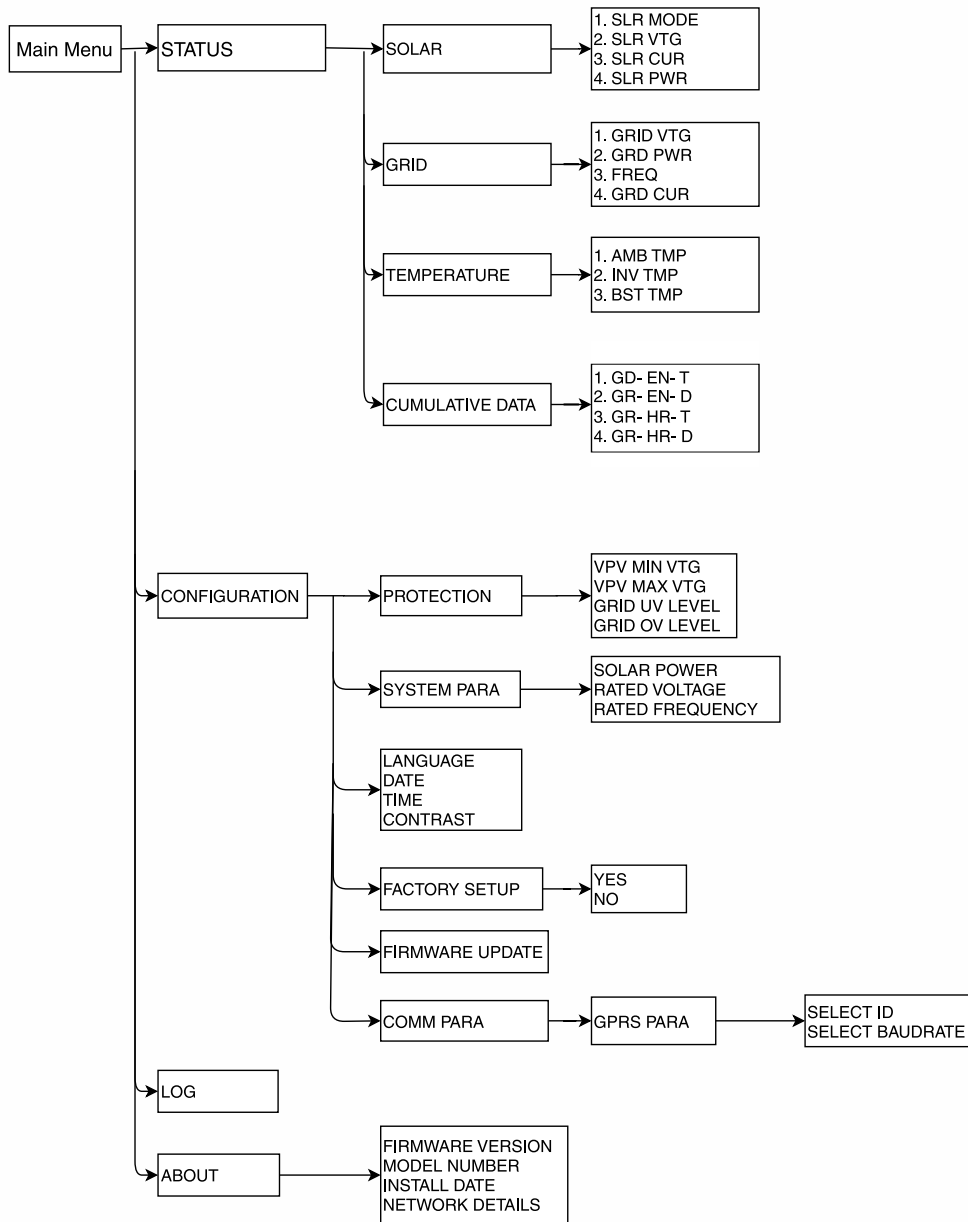 Main Menu
STATUS
SOLAR
1. SLR MODE
2. SLR VTG
3. SLR CUR
4. SLR PWR
GRID
1. GRID VTG
2. GRD PWR
3. FREQ
4. GRD CUR
TEMPERATURE
1. AMB TMP
2. INV TMP
3. BST TMP
CUMULATIVE DATA
1. GD- EN- T
2. GR- EN- D
3. GR- HR- T
4. GR- HR- D
CONFIGURATION
PROTECTION
VPV MIN VTG
VPV MAX VTG
GRID UV LEVEL
GRID OV LEVEL
SYSTEM PARA
SOLAR POWER
RATED VOLTAGE
RATED FREQUENCY
LANGUAGE
DATE
TIME
CONTRAST
FACTORY SETUP
YES
NO
FIRMWARE UPDATE
COMM PARA
GPRS PARA
SELECT ID
SELECT BAUDRATE
LOG
ABOUT
FIRMWARE VERSION
MODEL NUMBER
INSTALL DATE
NETWORK DETAILS